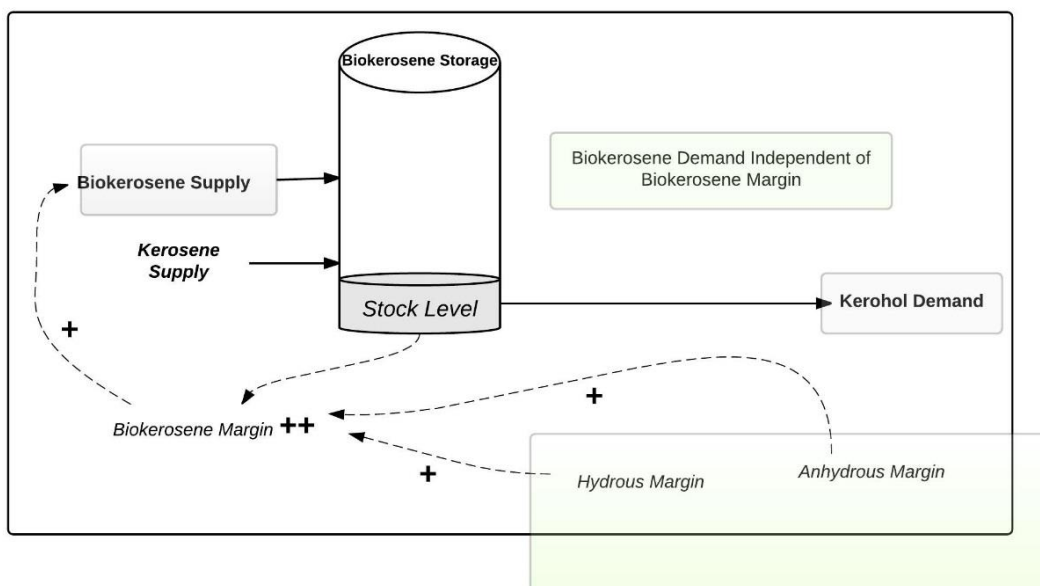 Biokerosene Storage
Biokerosene Demand Independent of
Biokerosene Margin
Biokerosene Supply
Kerosene
Supply
Stock Level
Kerohol Demand
+
+
Biokerosene Margin ++
+
Hydrous Margin
Anhydrous Margin